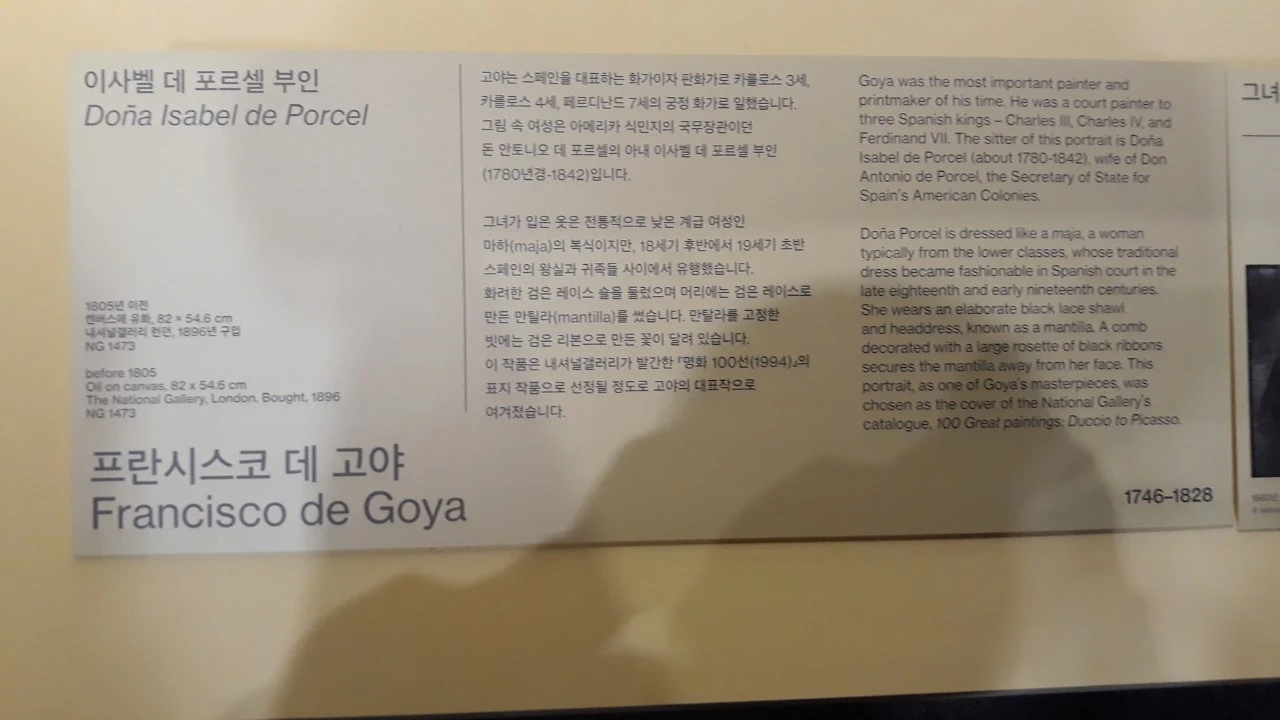 이사벨 데 포르셀 부인
Doña Isabel de Porcel
1805년 이전
캔버스에 유화, 82 × 54.6 cm
내셔널갤러리 런던, 1896년 구입
NG 1473
before 1805
Oil on canvas, 82 x 54.6 cm
The National Gallery, London. Bought, 1896
NG 1473
프란시스코 데 고야
Francisco de Goya
고야는 스페인을 대표하는 화가이자 판화가로 카를로스 3세,
카를로스 4세, 페르디난드 7세의 궁정 화가로 일했습니다.
그림 속 여성은 아메리카 식민지의 국무장관이던
돈 안토니오 데 포르셀의 아내 이사벨 데 포르셀 부인
(1780년경-1842)입니다.
그녀가 입은 옷은 전통적으로 낮은 계급 여성인
마하(maja)의 복식이지만, 18세기 후반에서 19세기 초반
스페인의 왕실과 귀족들 사이에서 유행했습니다.
화려한 검은 레이스 숄을 둘렀으며 머리에는 검은 레이스로
만든 만틸라(mantilla)를 썼습니다. 만탈라를 고정한
빗에는 검은 리본으로 만든 꽃이 달려 있습니다.
이 작품은 내셔널갤러리가 발간한 『명화 100선(1994)』의
표지 작품으로 선정될 정도로 고야의 대표작으로
여겨졌습니다.
Goya was the most important painter and
printmaker of his time. He was a court painter to
three Spanish kings – Charles III, Charles IV, and
Ferdinand VII. The sitter of this portrait is Doña
Isabel de Porcel (about 1780-1842), wife of Don
Antonio de Porcel, the Secretary of State for
Spain's American Colonies.
Doña Porcel is dressed like a maja, a woman
typically from the lower classes, whose traditional
dress became fashionable in Spanish court in the
late eighteenth and early nineteenth centuries.
She wears an elaborate black lace shawl
and headdress, known as a mantilla. A comb
decorated with a large rosette of black ribbons
secures the mantilla away from her face. This
portrait, as one of Goya's masterpieces, was
chosen as the cover of the National Gallery's
catalogue, 100 Great paintings: Duccio to Picasso.
1746–1828
그녀